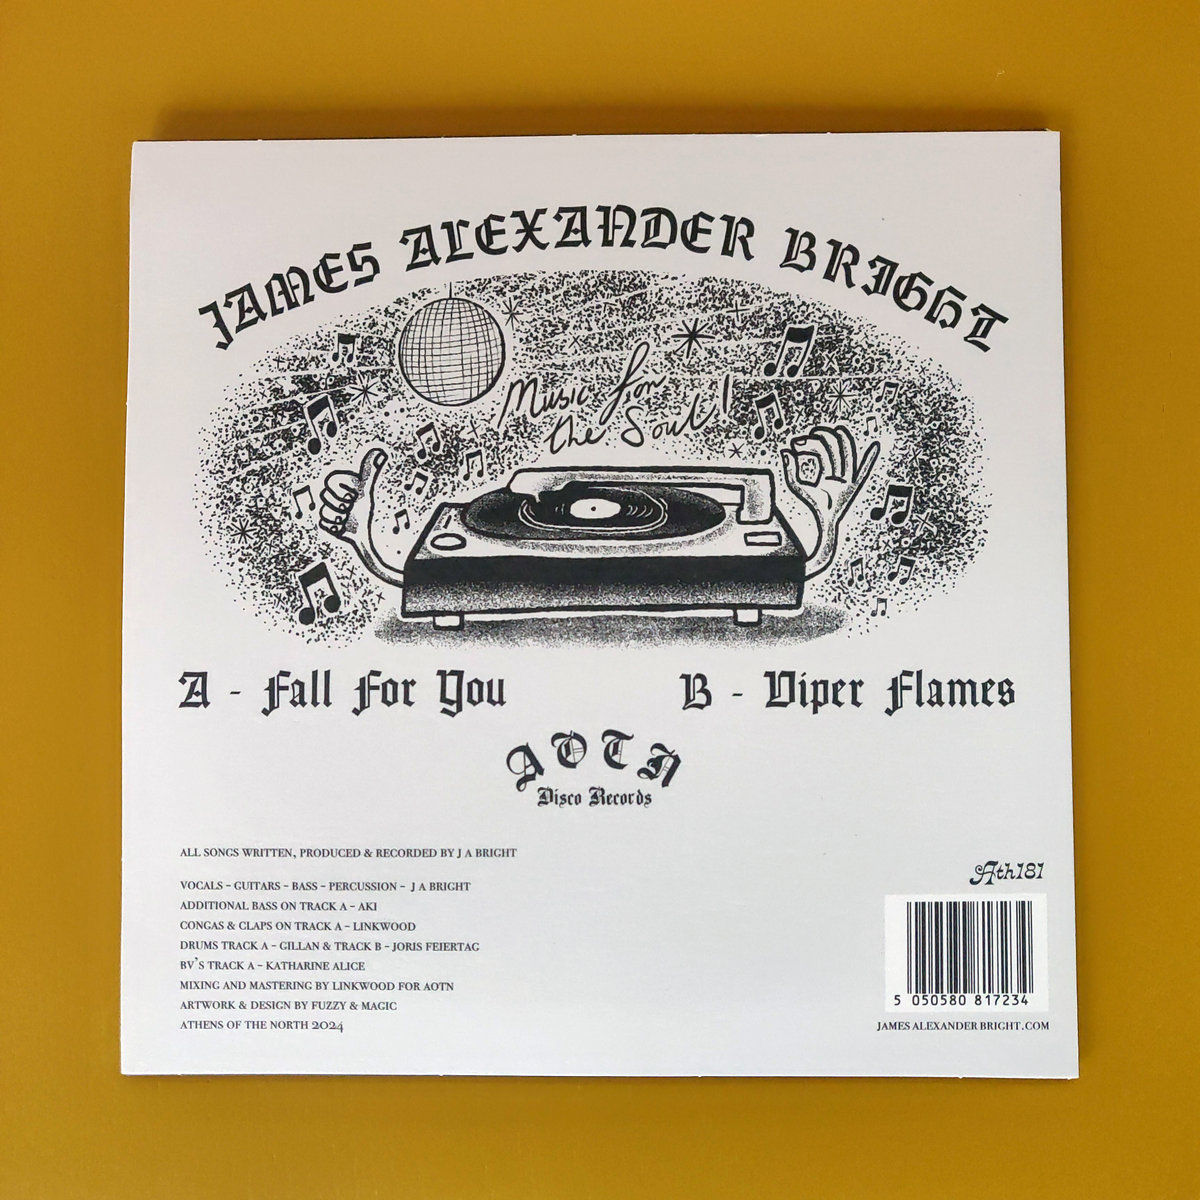 JAMES ALEXANDER BRIGHT
Music for
the Soul!
A - Fall For You
B - Viper Flames
AOTN
Disco Records
ALL SONGS WRITTEN, PRODUCED & RECORDED BY J A BRIGHT
VOCALS - GUITARS - BASS - PERCUSSION - J A BRIGHT
ADDITIONAL BASS ON TRACK A - AKI
CONGAS & CLAPS ON TRACK A - LINKWOOD
DRUMS TRACK A - GILLAN & TRACK B - JORIS FEIERTAG
BV'S TRACK A - KATHARINE ALICE
MIXING AND MASTERING BY LINKWOOD FOR AOTN
ARTWORK & DESIGN BY FUZZY & MAGIC
ATHENS OF THE NORTH 2024
Ath181
5 050580 817234
JAMES ALEXANDER BRIGHT.COM